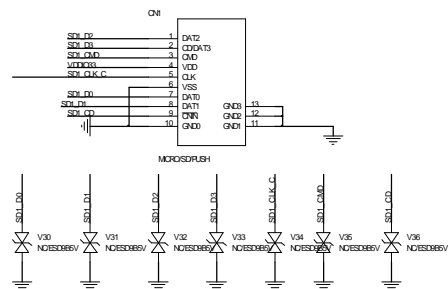 CN1
SD1_D2 1 DAT2
SD1_D3 2 CD/DAT3
SD1_CMD 3 CMD
VDDIO33 4 VDD
SD1_CLK_C 5 CLK
6 VSS
SD1_D0 7 DAT0
SD1_D1 8 DAT1 GND3 13
SD1_CD 9 CNIN GND2 12
10 GND0 GND1 11
MICRO/SD/PUSH
SD1_D0
SD1_D1
SD1_D2
SD1_D3
SD1_CLK_C
SD1_CMD
SD1_CD
V30 V31 V32 V33 V34 V35 V36
NC/ESD9B5V NC/ESD9B5V NC/ESD9B5V NC/ESD9B5V NC/ESD9B5V NC/ESD9B5V NC/ESD9B5V